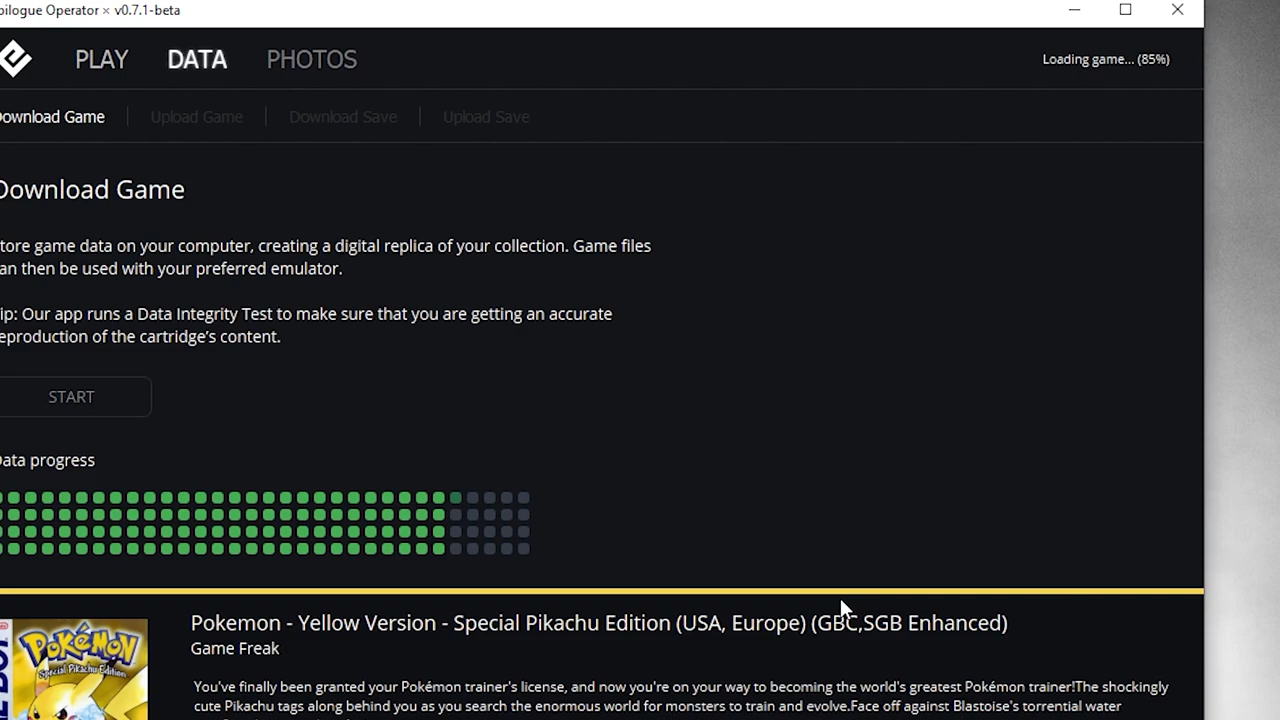 pilogue Operator × v0.7.1-beta
PLAY DATA PHOTOS Loading game... (85%)
ownload Game Upload Game Download Save Upload Save
Download Game
tore game data on your computer, creating a digital replica of your collection. Game files
an then be used with your preferred emulator.
ip: Our app runs a Data Integrity Test to make sure that you are getting an accurate
eproduction of the cartridge’s content.
START
Data progress
Pokemon - Yellow Version - Special Pikachu Edition (USA, Europe) (GBC,SGB Enhanced)
Game Freak
POKéMON
Special Pikachu Edition
You've finally been granted your Pokémon trainer's license, and now you're on your way to becoming the world's greatest Pokémon trainer!The shockingly
cute Pikachu tags along behind you as you search the enormous world for monsters to train and evolve.Face off against Blastoise's torrential water